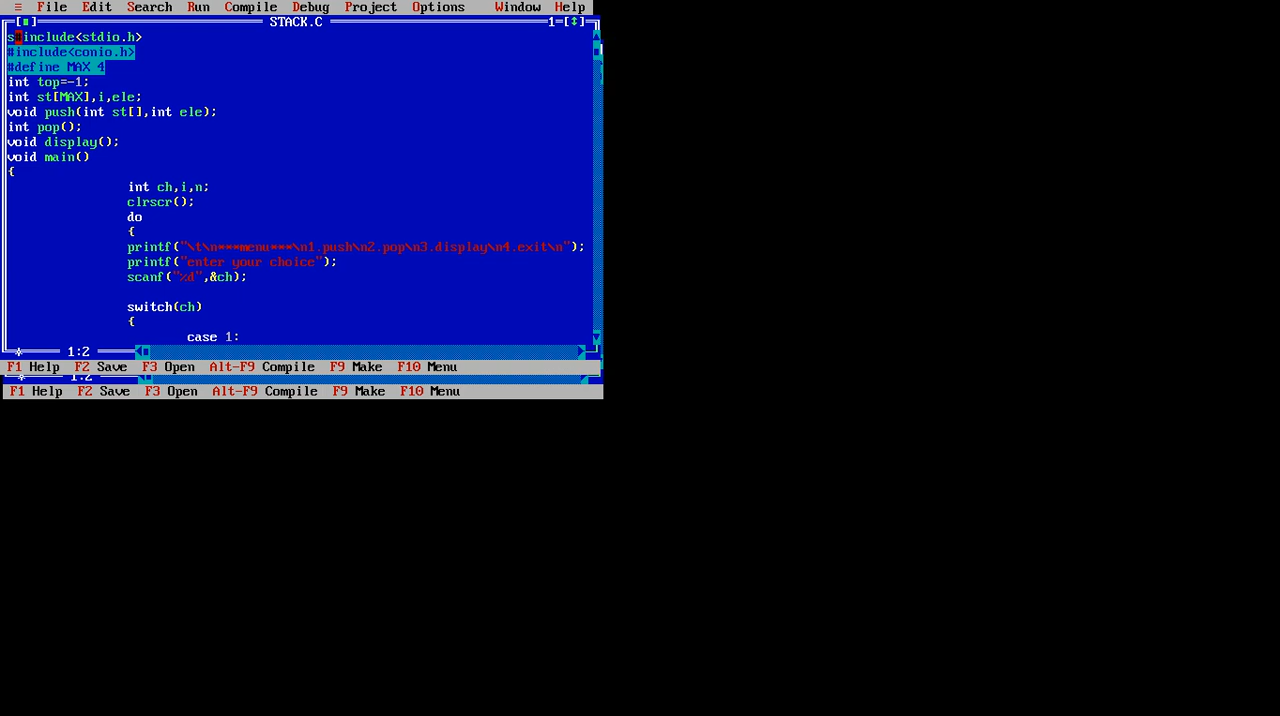 ≡ File Edit Search Run Compile Debug Project Options Window Help
[■] STACK.C 1=[↕]
s#include<stdio.h>
#include<conio.h>
#define MAX 4
int top=-1;
int st[MAX],i,ele;
void push(int st[],int ele);
int pop();
void display();
void main()
{
int ch,i,n;
clrscr();
do
{
printf("\t\n***menu***\n1.push\n2.pop\n3.display\n4.exit\n");
printf("enter your choice");
scanf("%d",&ch);
switch(ch)
{
case 1:
* 1:2
F1 Help F2 Save F3 Open Alt-F9 Compile F9 Make F10 Menu
* 1:2
F1 Help F2 Save F3 Open Alt-F9 Compile F9 Make F10 Menu